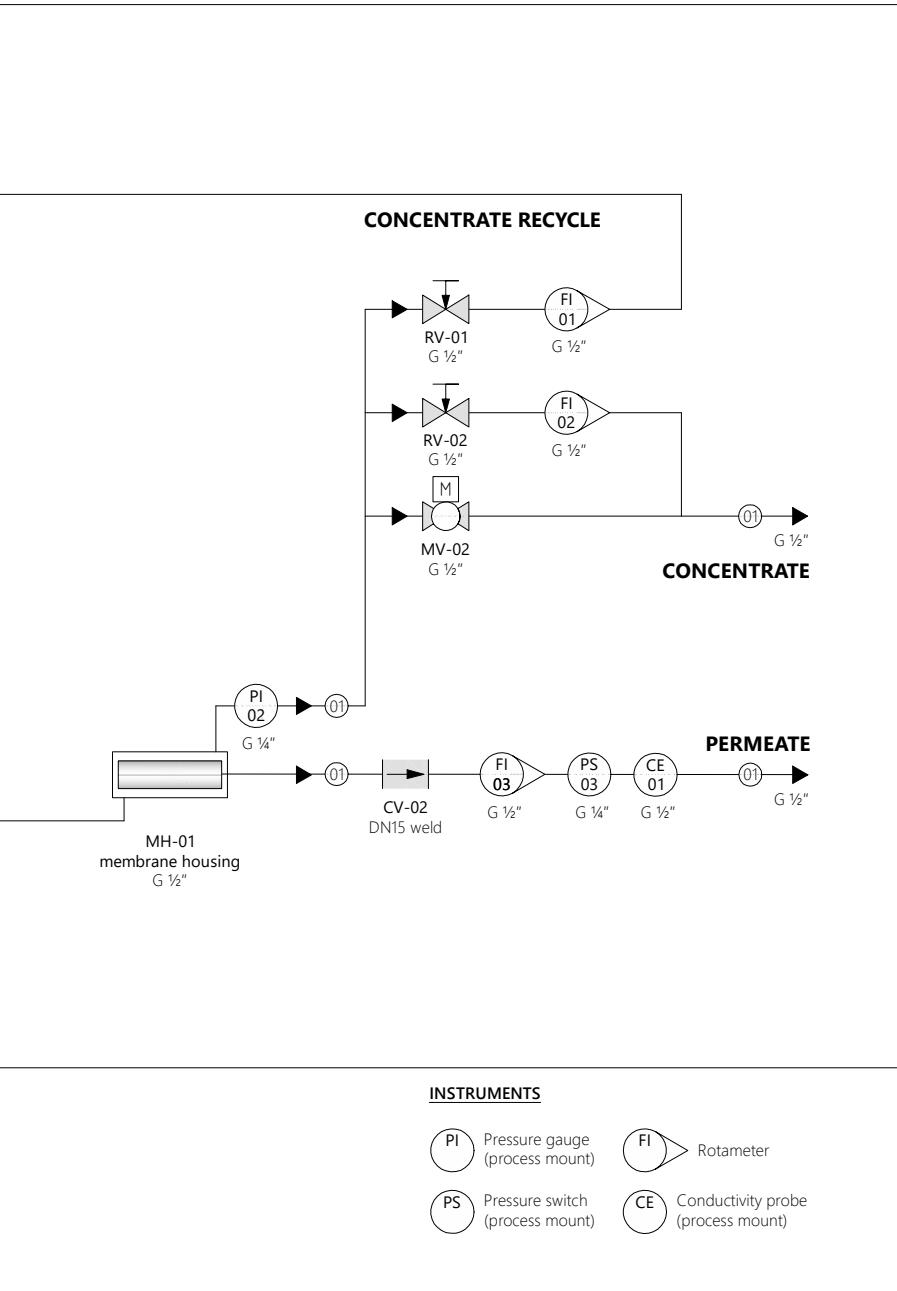 CONCENTRATE RECYCLE
FI
01
RV-01
G ½"
G ½"
FI
02
RV-02
G ½"
G ½"
M
01
MV-02
G ½"
G ½"
CONCENTRATE
PI
02
01
G ¼"
PERMEATE
FI
03
PS
03
CE
01
01
01
CV-02
DN15 weld
G ½"
G ¼"
G ½"
G ½"
MH-01
membrane housing
G ½"
INSTRUMENTS
PI
Pressure gauge
(process mount)
FI
Rotameter
PS
Pressure switch
(process mount)
CE
Conductivity probe
(process mount)